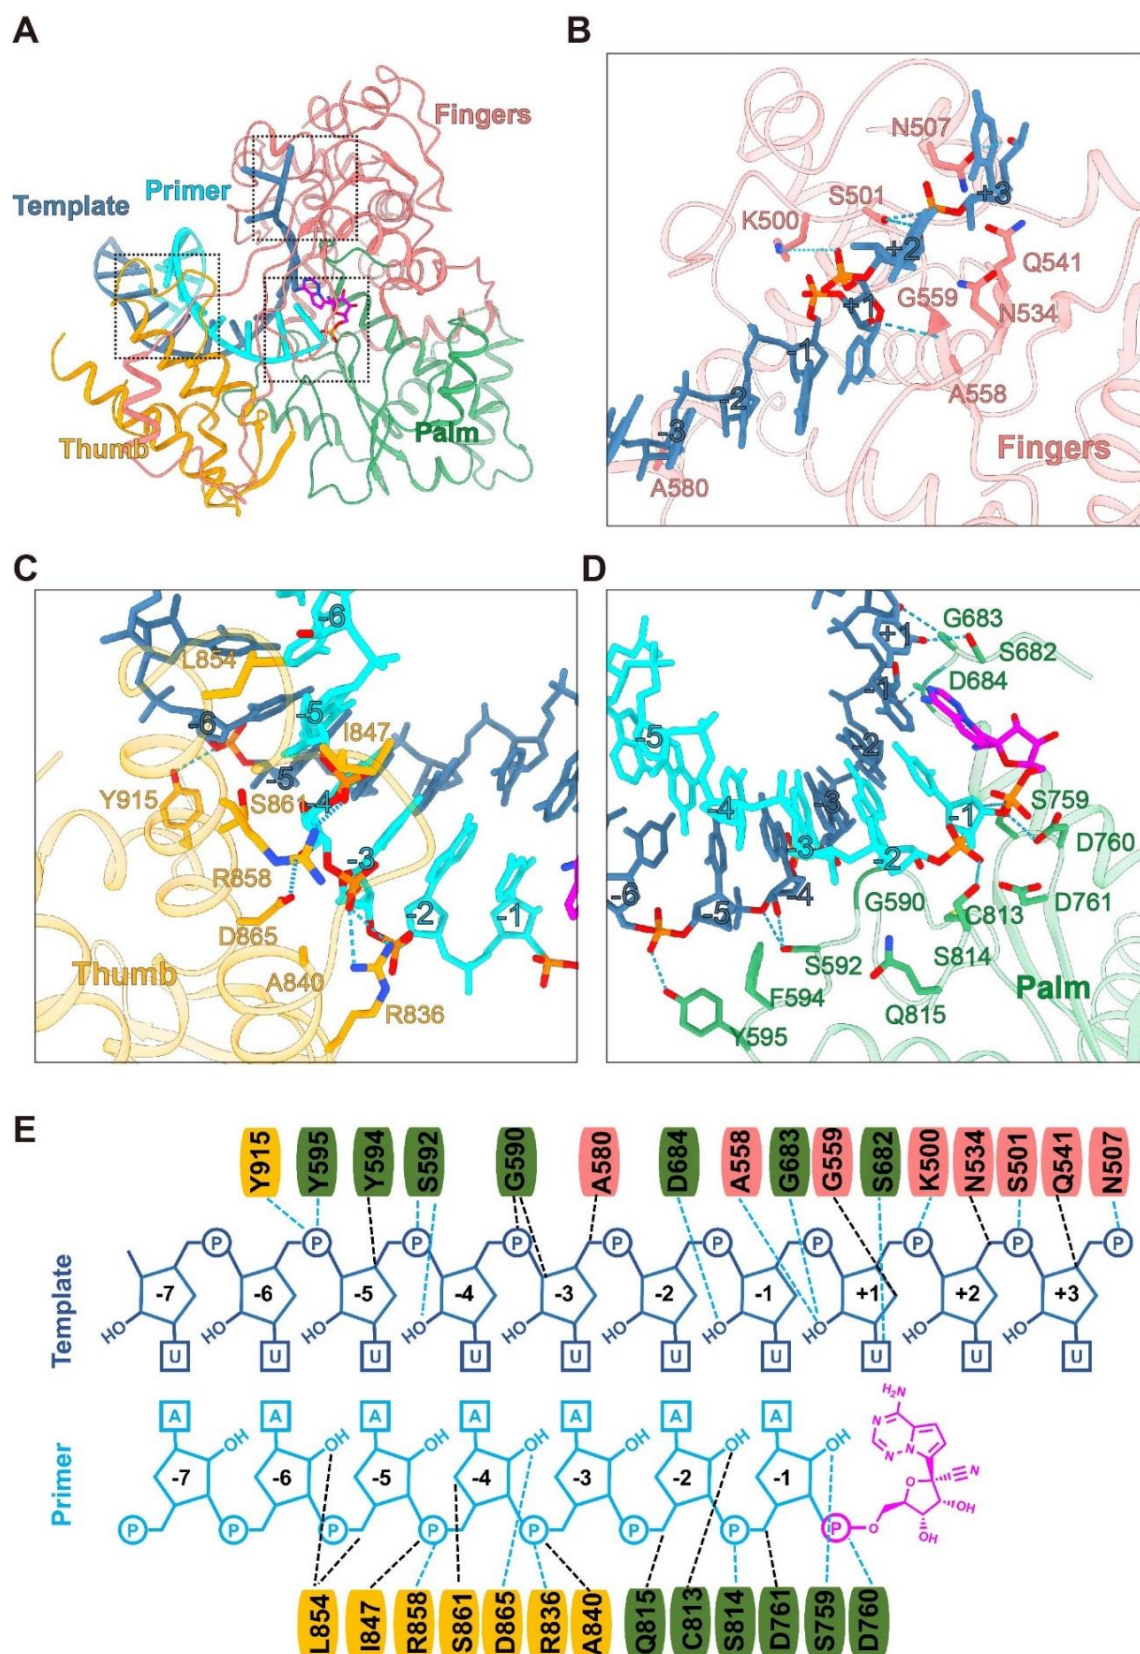 A
Fingers
Primer
Template
Thumb
Palm
B
N507
+3
S501
K500
+2
Q541
G559
+1
N534
-1
A558
-2
-3
Fingers
A580
C
-6
L854
-6
-5
I847
-5
Y915
S861
-4
-3
R858
-2
-1
D865
Thumb
A840
R836
D
G683
+1
S682
-1
D684
-5
-2
-4
-3
S759
-1
-3
D760
-6
-2
-4
-5
G590
D761
C813
S592
S814
F594
Palm
Q815
Y595
E
Y915
Y595
Y594
S592
G590
A580
D684
A558
G683
G559
S682
K500
N534
S501
Q541
N507
Template
P P P P P P P P P
-7 -6 -5 -4 -3 -2 -1 +1 +2 +3
HO HO HO HO HO HO HO HO HO HO
U U U U U U U U U
Primer
A A A A A A A
OH OH OH OH OH OH OH
-7 -6 -5 -4 -3 -2 -1
P P P P P P P P
H₂N
N
N
N
N
O
OH
OH
O
L854
I847
R858
S861
D865
R836
A840
Q815
C813
S814
D761
S759
D760